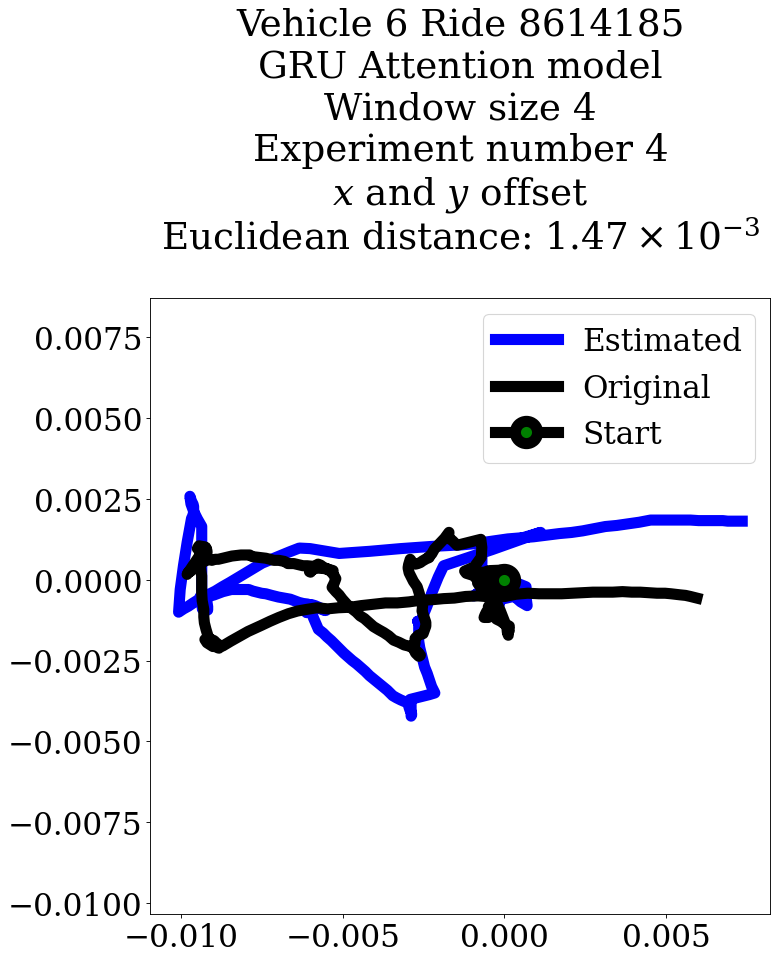 Vehicle 6 Ride 8614185
GRU Attention model
Window size 4
Experiment number 4
x and y offset
Euclidean distance: 1.47 × 10⁻³
Estimated
Original
Start
0.0075
0.0050
0.0025
0.0000
−0.0025
−0.0050
−0.0075
−0.0100
−0.010 −0.005 0.000 0.005